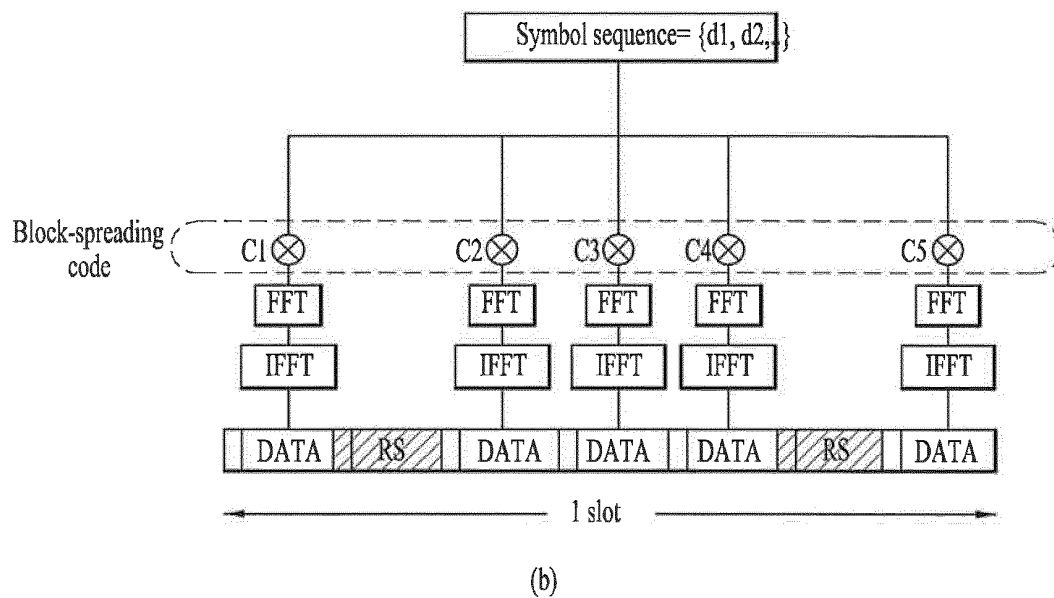 Symbol sequence= {d1, d2,..}
Block-spreading
code
C1 C2 C3 C4 C5
FFT FFT FFT FFT FFT
IFFT IFFT IFFT IFFT IFFT
DATA RS DATA DATA DATA RS DATA
1 slot
(b)